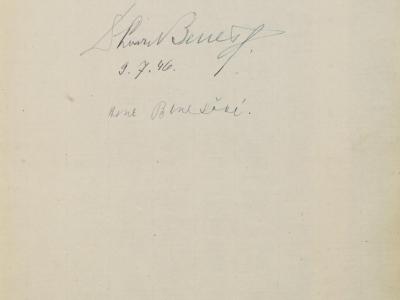 Edvard Beneš
9.7.46.
Hana Benešová.